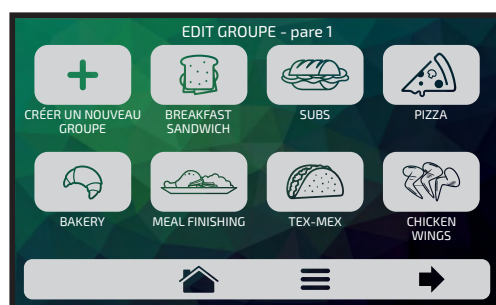 EDIT GROUPE - pare 1
CRÉER UN NOUVEAU
GROUPE
BREAKFAST
SANDWICH
SUBS
PIZZA
BAKERY
MEAL FINISHING
TEX-MEX
CHICKEN
WINGS